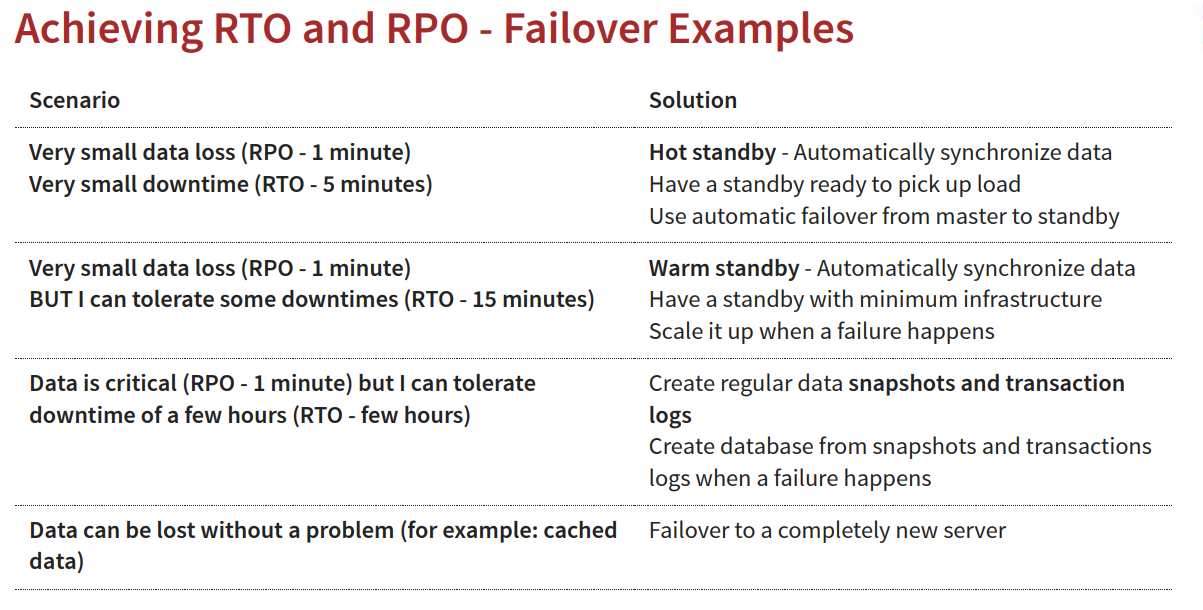 Achieving RTO and RPO - Failover Examples
Scenario
Solution
Very small data loss (RPO - 1 minute)
Very small downtime (RTO - 5 minutes)
Hot standby - Automatically synchronize data
Have a standby ready to pick up load
Use automatic failover from master to standby
Very small data loss (RPO - 1 minute)
BUT I can tolerate some downtimes (RTO - 15 minutes)
Warm standby - Automatically synchronize data
Have a standby with minimum infrastructure
Scale it up when a failure happens
Data is critical (RPO - 1 minute) but I can tolerate
downtime of a few hours (RTO - few hours)
Create regular data snapshots and transaction
logs
Create database from snapshots and transactions
logs when a failure happens
Data can be lost without a problem (for example: cached
data)
Failover to a completely new server